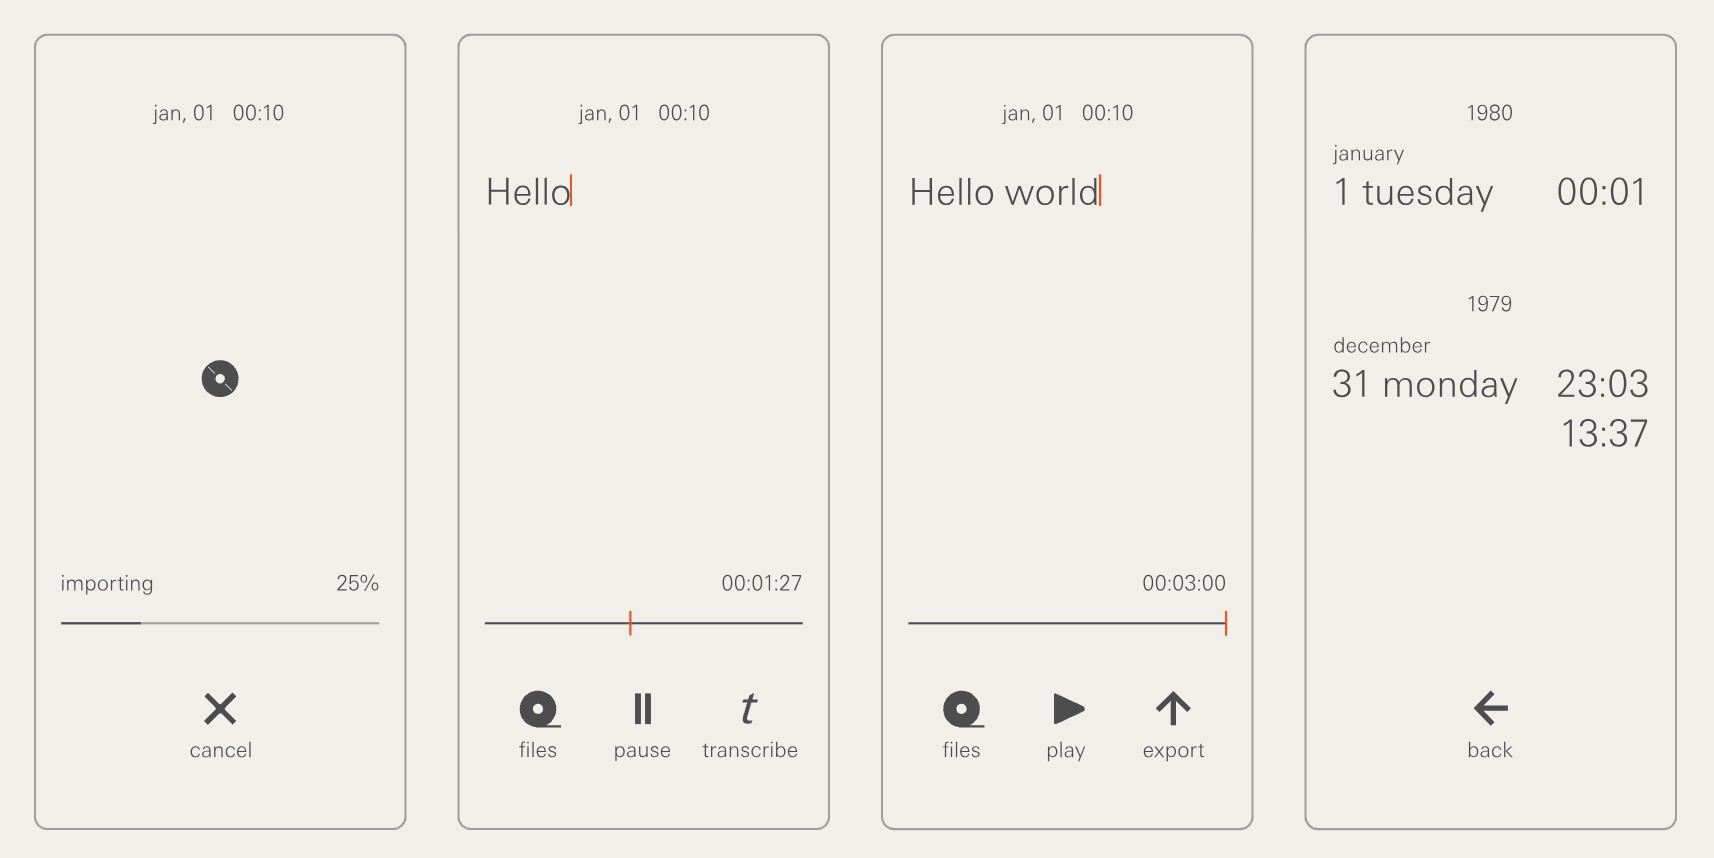 jan, 01 00:10
importing 25%
cancel
jan, 01 00:10
Hello
00:01:27
files pause transcribe
t
jan, 01 00:10
Hello world
00:03:00
files play export
1980
january
1 tuesday 00:01
1979
december
31 monday 23:03
13:37
back